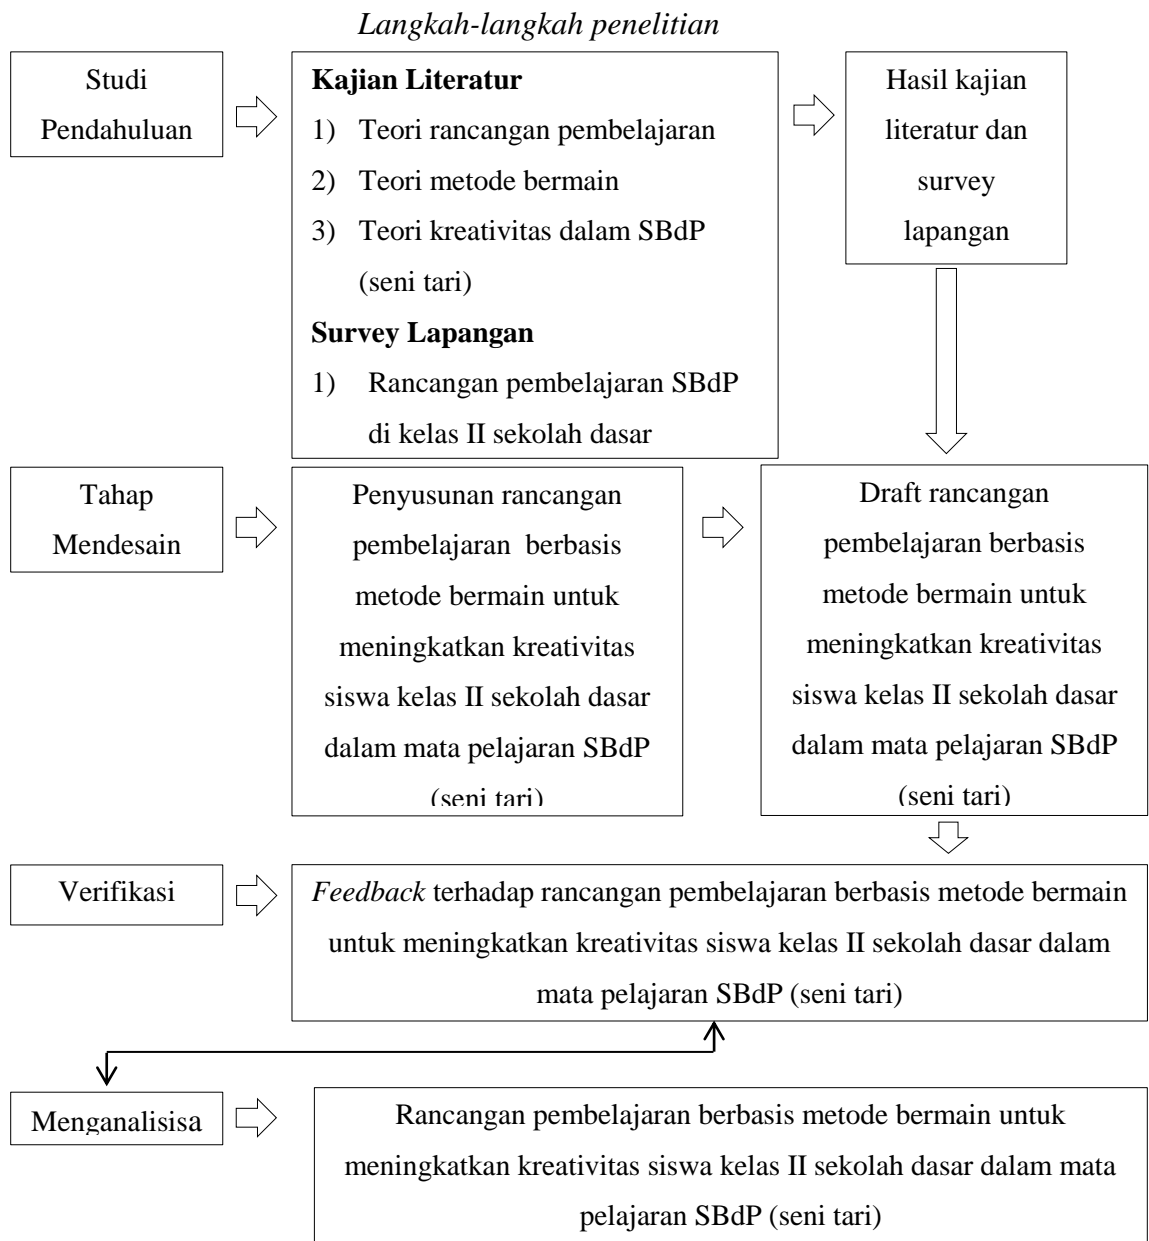 Langkah-langkah penelitian
Studi
Pendahuluan
Kajian Literatur
1) Teori rancangan pembelajaran
2) Teori metode bermain
3) Teori kreativitas dalam SBdP
(seni tari)
Survey Lapangan
1) Rancangan pembelajaran SBdP
di kelas II sekolah dasar
Hasil kajian
literatur dan
survey
lapangan
Tahap
Mendesain
Penyusunan rancangan
pembelajaran berbasis
metode bermain untuk
meningkatkan kreativitas
siswa kelas II sekolah dasar
dalam mata pelajaran SBdP
(seni tari)
Draft rancangan
pembelajaran berbasis
metode bermain untuk
meningkatkan kreativitas
siswa kelas II sekolah dasar
dalam mata pelajaran SBdP
(seni tari)
Verifikasi
Feedback terhadap rancangan pembelajaran berbasis metode bermain
untuk meningkatkan kreativitas siswa kelas II sekolah dasar dalam
mata pelajaran SBdP (seni tari)
Menganalisisa
Rancangan pembelajaran berbasis metode bermain untuk
meningkatkan kreativitas siswa kelas II sekolah dasar dalam mata
pelajaran SBdP (seni tari)